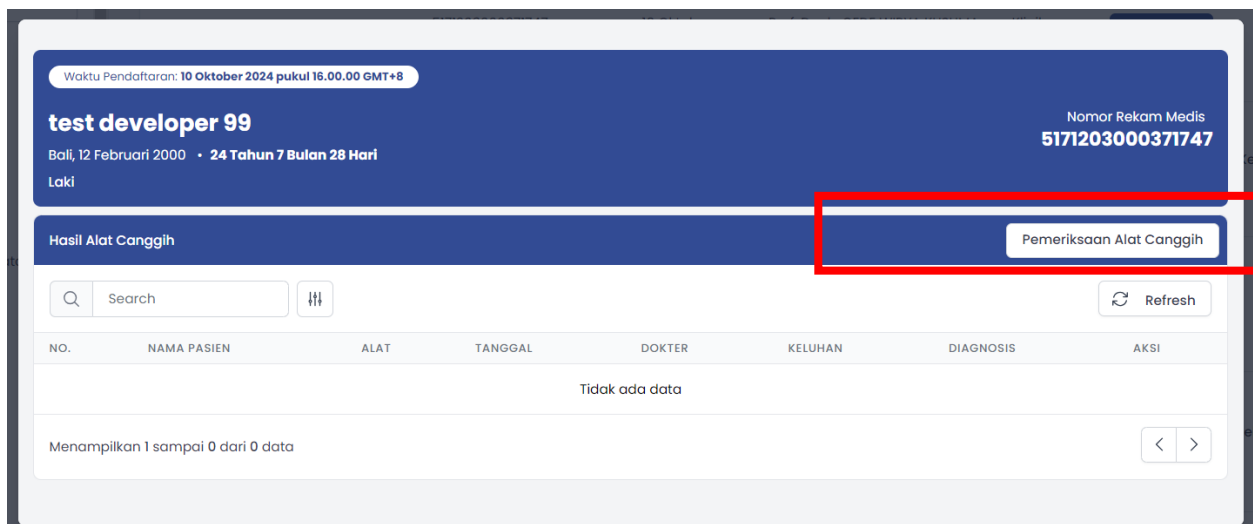 Waktu Pendaftaran: 10 Oktober 2024 pukul 16.00.00 GMT+8
test developer 99
Bali, 12 Februari 2000 • 24 Tahun 7 Bulan 28 Hari
Laki
Nomor Rekam Medis
5171203000371747
Hasil Alat Canggih
Pemeriksaan Alat Canggih
Search
Refresh
NO. NAMA PASIEN ALAT TANGGAL DOKTER KELUHAN DIAGNOSIS AKSI
Tidak ada data
Menampilkan 1 sampai 0 dari 0 data